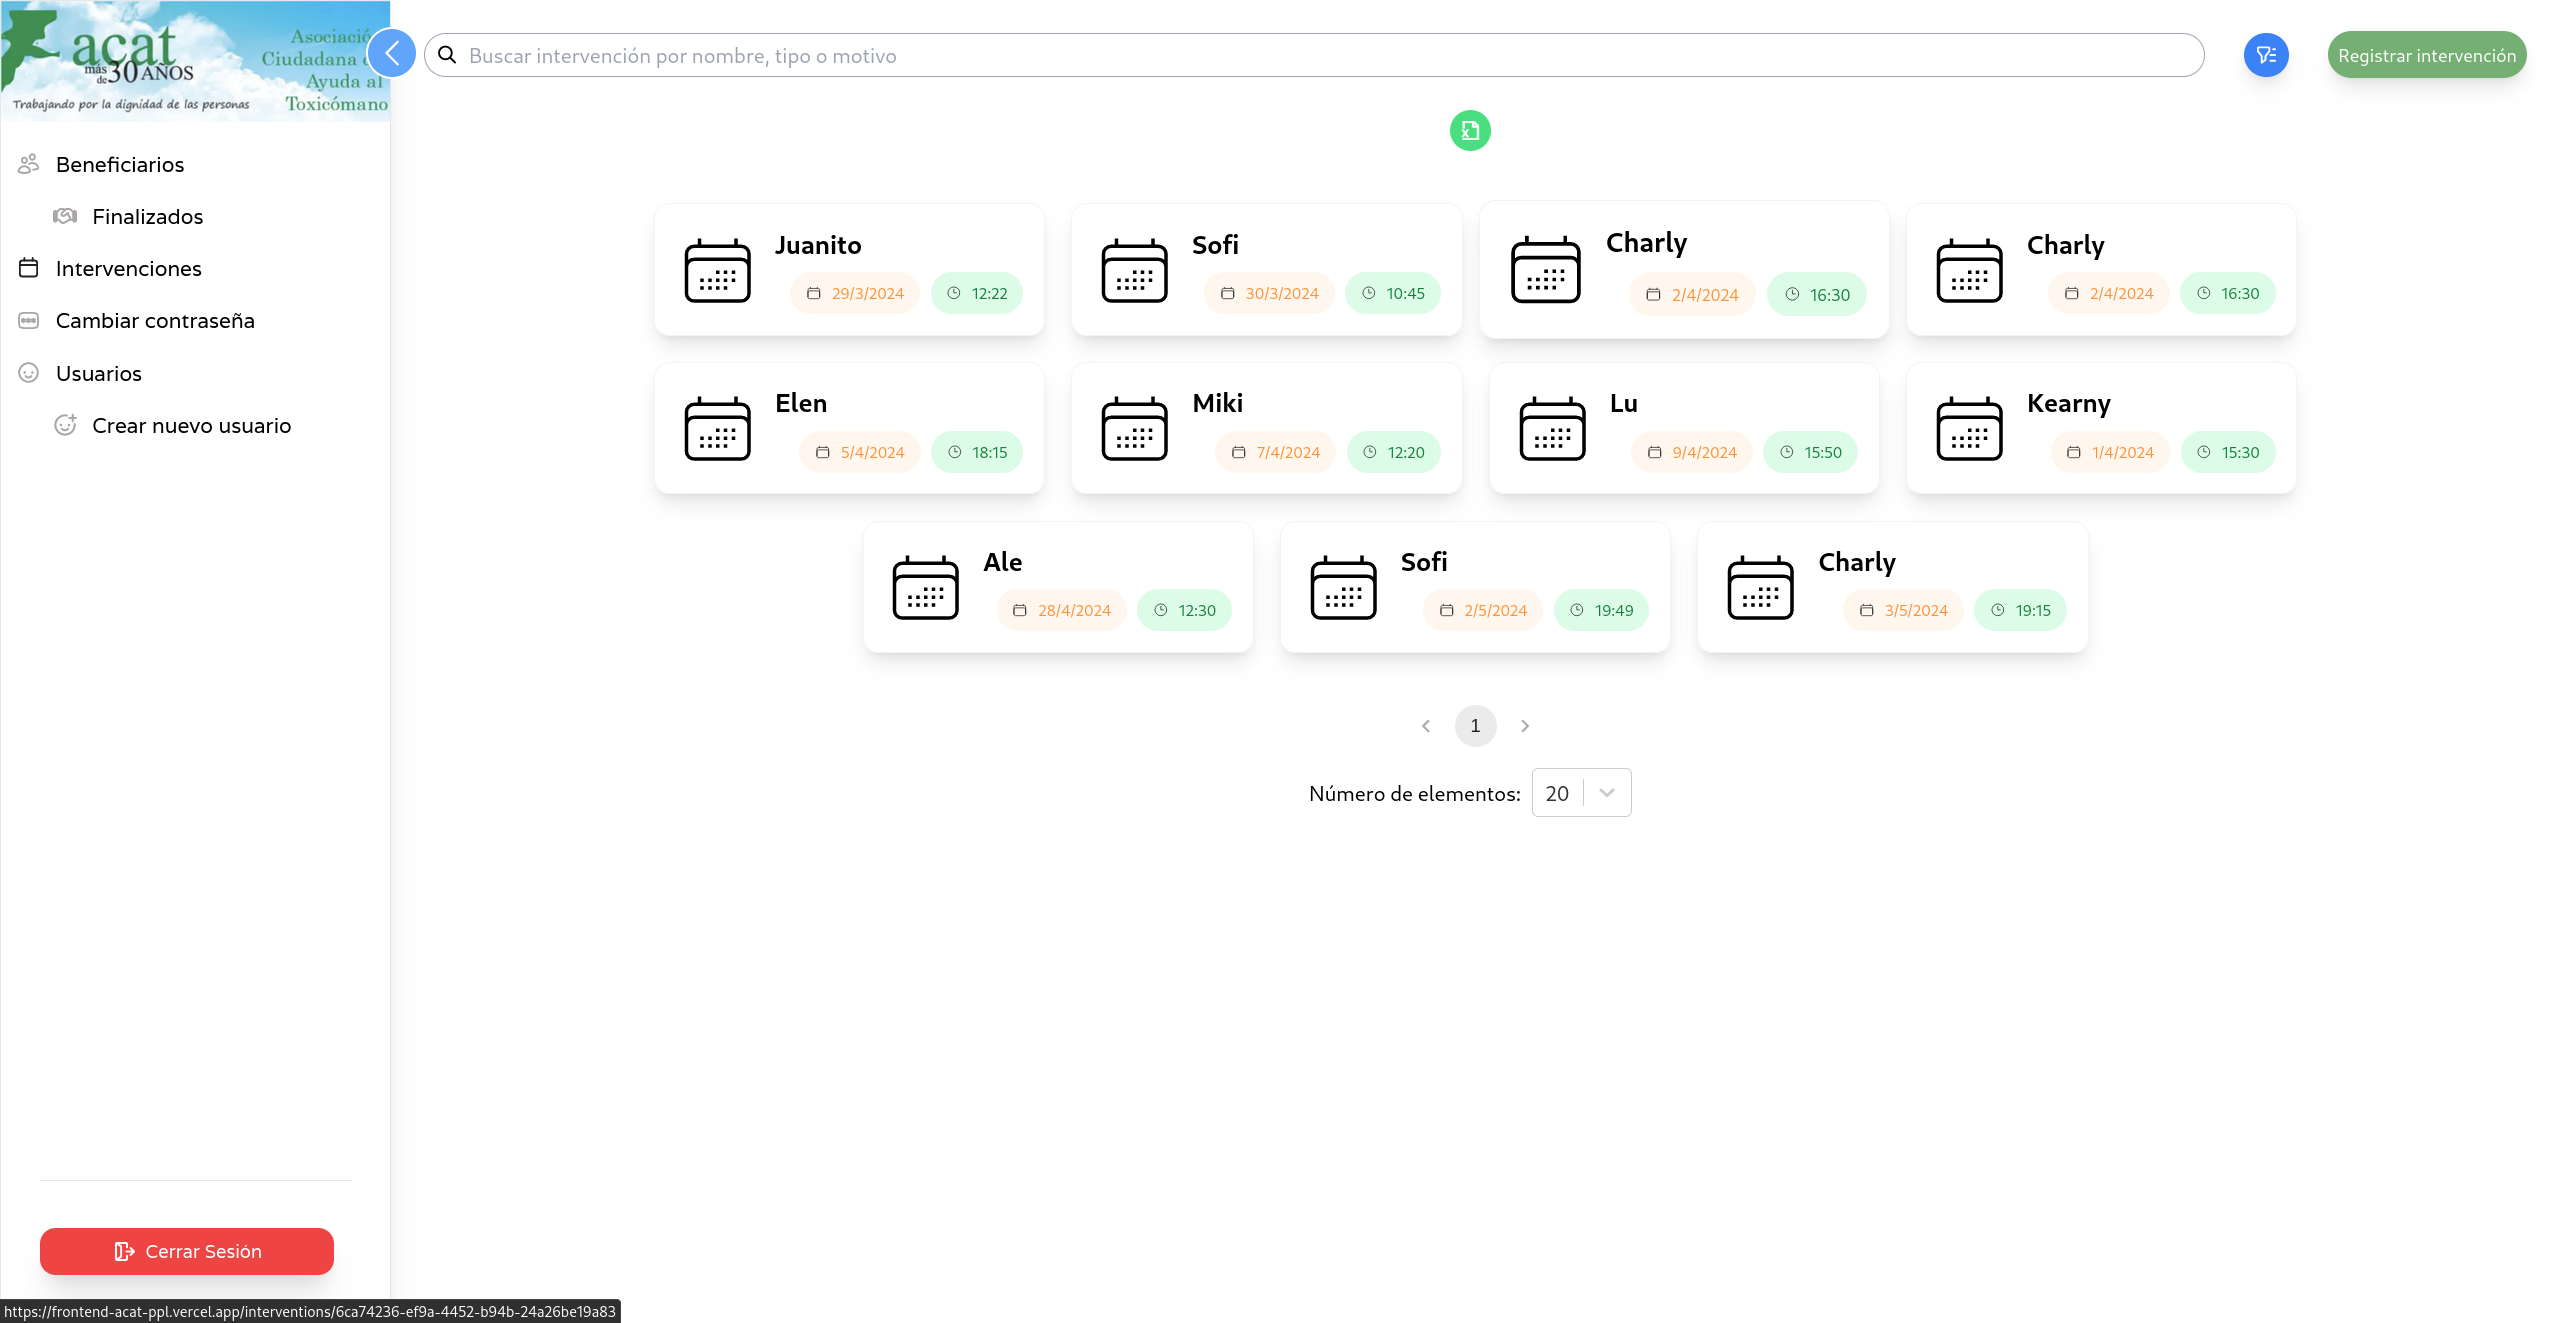 acat
más de 30 AÑOS
Trabajando por la dignidad de las personas
Asociació
Ciudadana
Ayuda al
Toxicómano
Buscar intervención por nombre, tipo o motivo
Registrar intervención
Beneficiarios
Finalizados
Intervenciones
Cambiar contraseña
Usuarios
Crear nuevo usuario
Juanito
29/3/2024 12:22
Sofi
30/3/2024 10:45
Charly
2/4/2024 16:30
Charly
2/4/2024 16:30
Elen
5/4/2024 18:15
Miki
7/4/2024 12:20
Lu
9/4/2024 15:50
Kearny
1/4/2024 15:30
Ale
28/4/2024 12:30
Sofi
2/5/2024 19:49
Charly
3/5/2024 19:15
1
Número de elementos: 20
Cerrar Sesión
https://frontend-acat-ppl.vercel.app/interventions/6ca74236-ef9a-4452-b94b-24a26be19a83